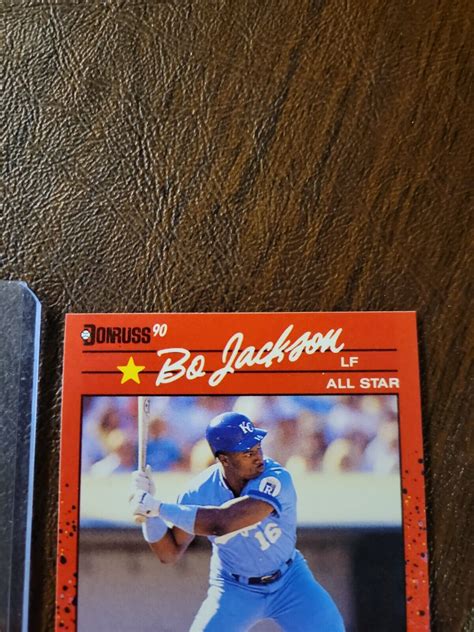 DONRUSS 90
Bo Jackson
LF
ALL STAR
KC
R
16